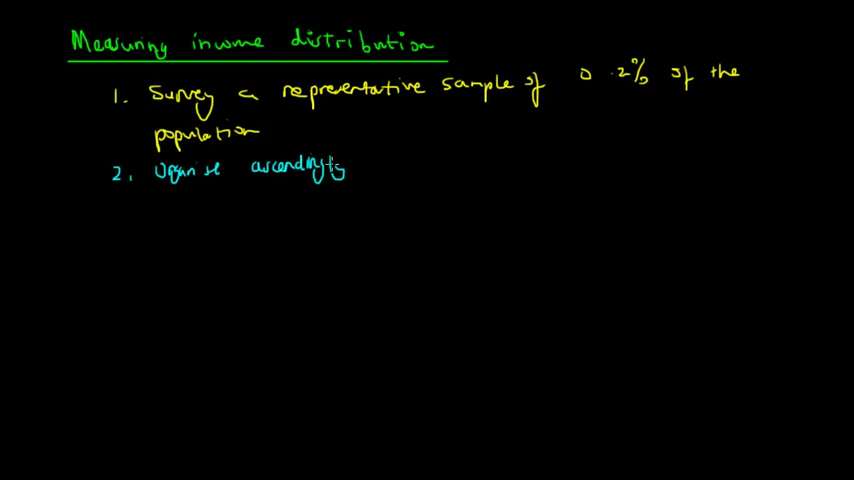 Measuring income distribution
1. Survey a representative sample of 0.2% of the
population
2. Organise ascendingly